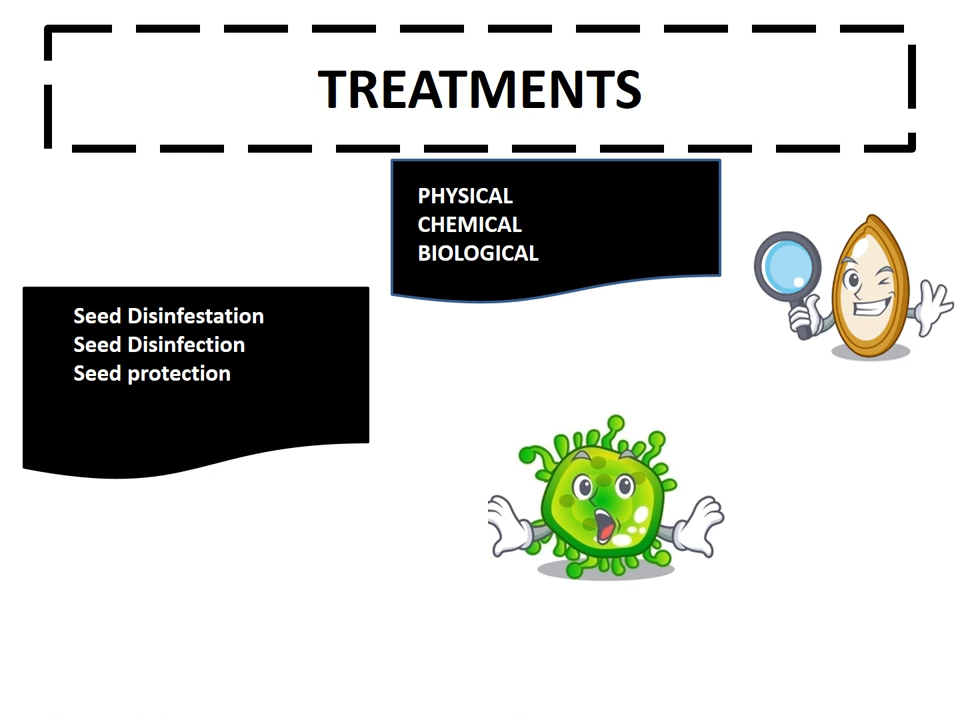 TREATMENTS
PHYSICAL
CHEMICAL
BIOLOGICAL
Seed Disinfestation
Seed Disinfection
Seed protection